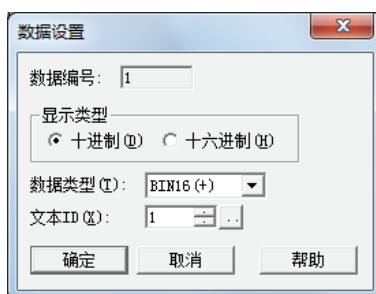 数据设置
数据编号: 1
显示类型
十进制(D) 十六进制(H)
数据类型(T): BIN16(+)
文本ID(X): 1 ..
确定 取消 帮助